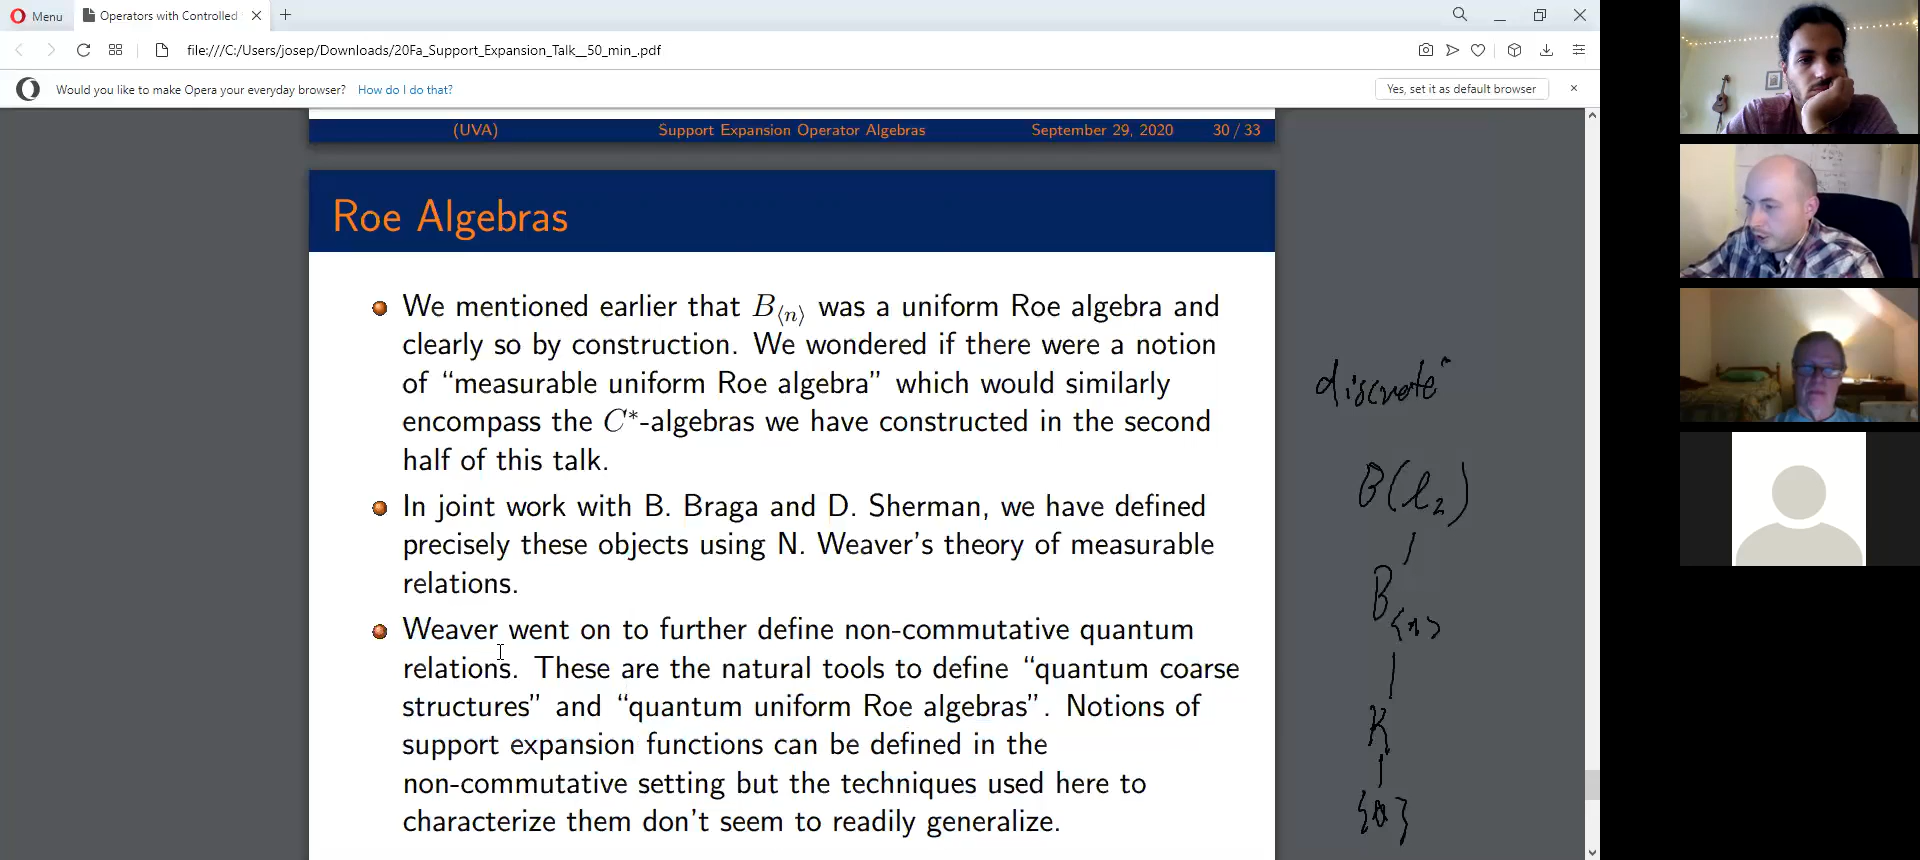 Menu
Operators with Controlled
file:///C:/Users/josep/Downloads/20Fa_Support_Expansion_Talk__50_min_.pdf
Would you like to make Opera your everyday browser? How do I do that?
Yes, set it as default browser
(UVA) Support Expansion Operator Algebras September 29, 2020 30 / 33
Roe Algebras
We mentioned earlier that B⟨n⟩ was a uniform Roe algebra and
clearly so by construction. We wondered if there were a notion
of “measurable uniform Roe algebra” which would similarly
encompass the C*-algebras we have constructed in the second
half of this talk.
In joint work with B. Braga and D. Sherman, we have defined
precisely these objects using N. Weaver's theory of measurable
relations.
Weaver went on to further define non-commutative quantum
relations. These are the natural tools to define “quantum coarse
structures” and “quantum uniform Roe algebras”. Notions of
support expansion functions can be defined in the
non-commutative setting but the techniques used here to
characterize them don't seem to readily generalize.
discrete
B(ℓ₂)
B⟨n⟩
K
{0}